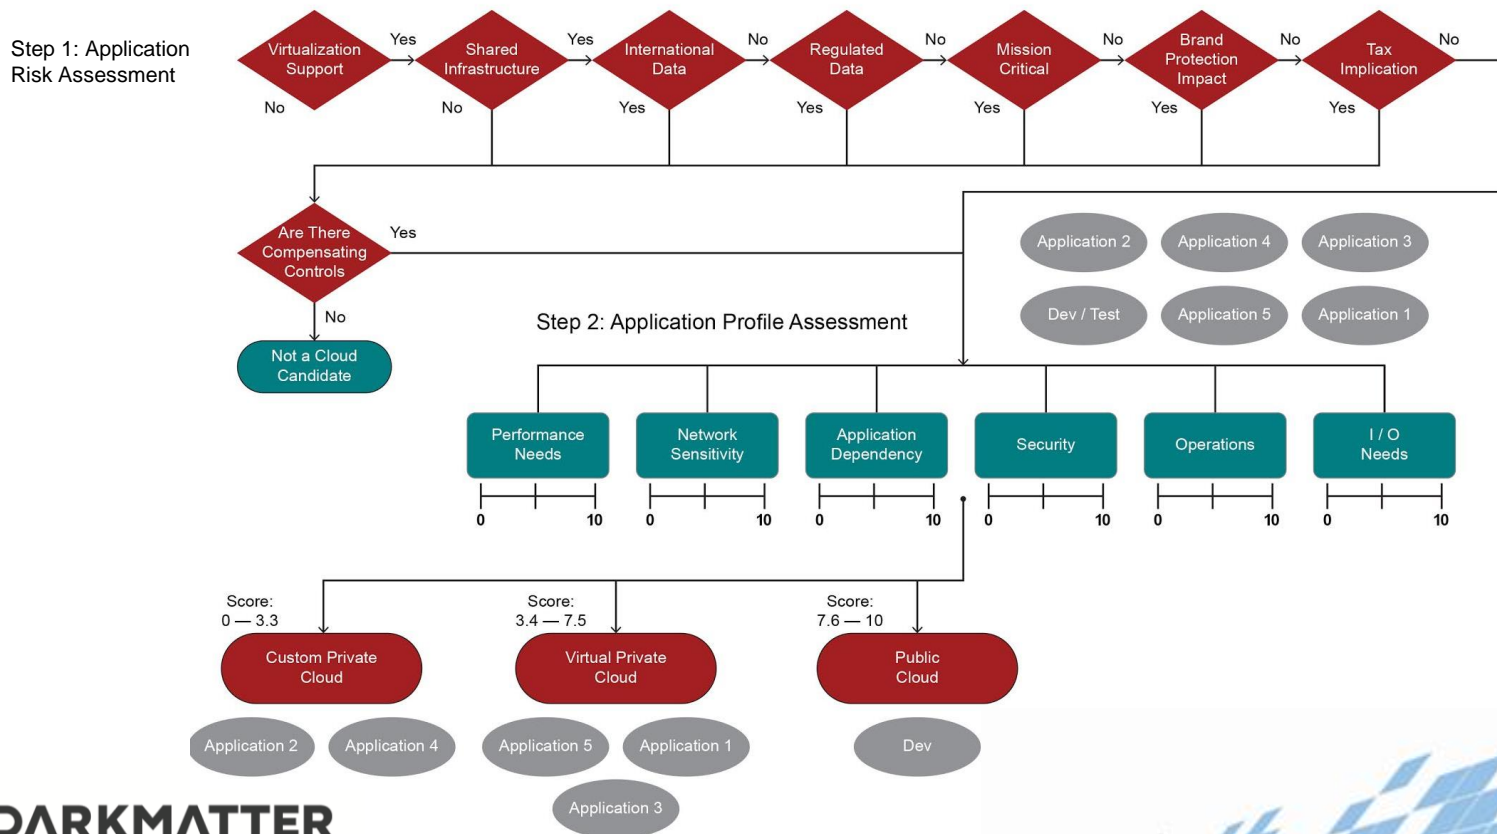 Step 1: Application
Risk Assessment
Virtualization
Support
Yes
Shared
Infrastructure
Yes
International
Data
No
Regulated
Data
No
Mission
Critical
No
Brand
Protection
Impact
No
Tax
Implication
No
No
No
Yes
Yes
Yes
Yes
Yes
Are There
Compensating
Controls
Yes
No
Not a Cloud
Candidate
Application 2
Application 4
Application 3
Dev / Test
Application 5
Application 1
Step 2: Application Profile Assessment
Performance
Needs
Network
Sensitivity
Application
Dependency
Security
Operations
I / O
Needs
0 10
0 10
0 10
0 10
0 10
0 10
Score:
0 — 3.3
Score:
3.4 — 7.5
Score:
7.6 — 10
Custom Private
Cloud
Virtual Private
Cloud
Public
Cloud
Application 2
Application 4
Application 5
Application 1
Dev
Application 3
DARKMATTER